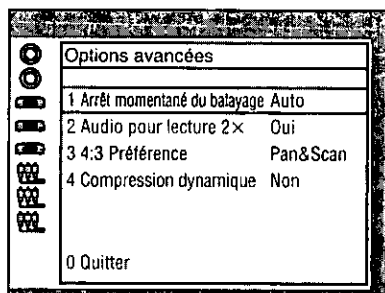 Options avancées
1 Arrêt momentané du balayage Auto
2 Audio pour lecture 2× Oui
3 4:3 Préférence Pan&Scan
4 Compression dynamique Non
0 Quitter